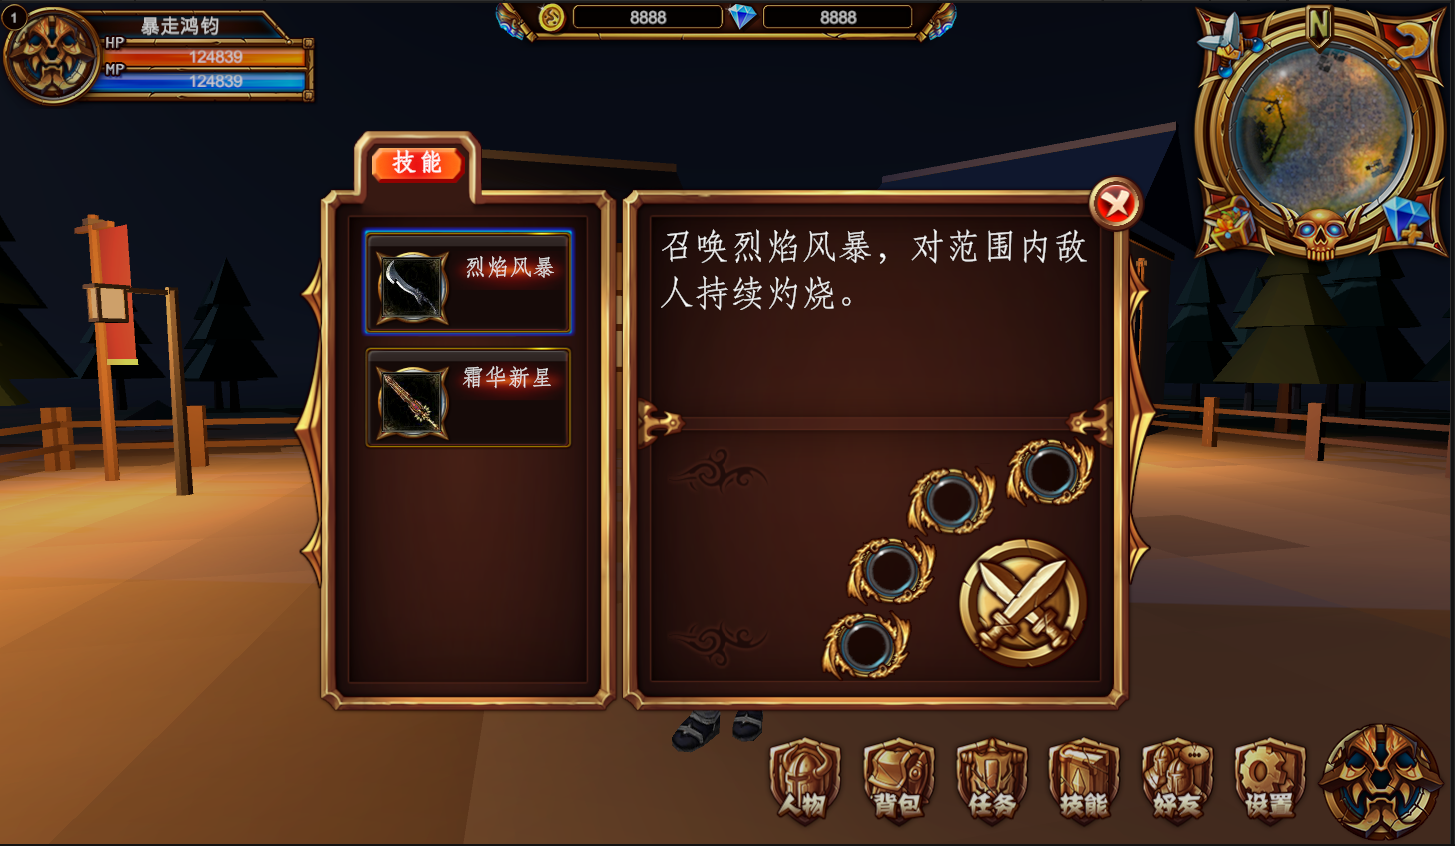 1
暴走鸿钧
HP
124839
MP
124839
8888
8888
N
技能
烈焰风暴
霜华新星
召唤烈焰风暴，对范围内敌
人持续灼烧。
人物
背包
任务
技能
好友
设置